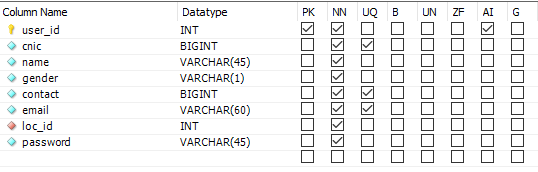 Column Name Datatype PK NN UQ B UN ZF AI G
user_id INT
cnic BIGINT
name VARCHAR(45)
gender VARCHAR(1)
contact BIGINT
email VARCHAR(60)
loc_id INT
password VARCHAR(45)